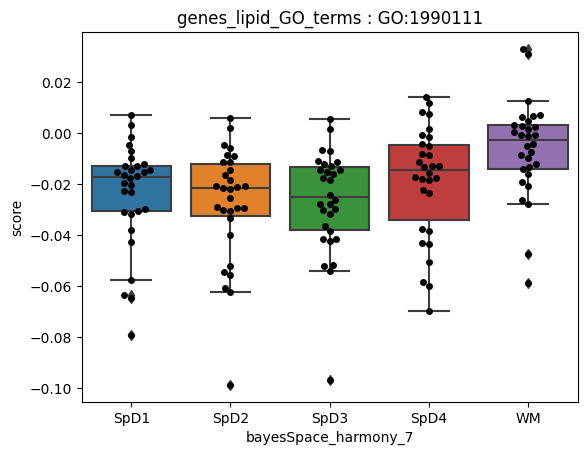 genes_lipid_GO_terms : GO:1990111
score
0.02
0.00
−0.02
−0.04
−0.06
−0.08
−0.10
SpD1 SpD2 SpD3 SpD4 WM
bayesSpace_harmony_7